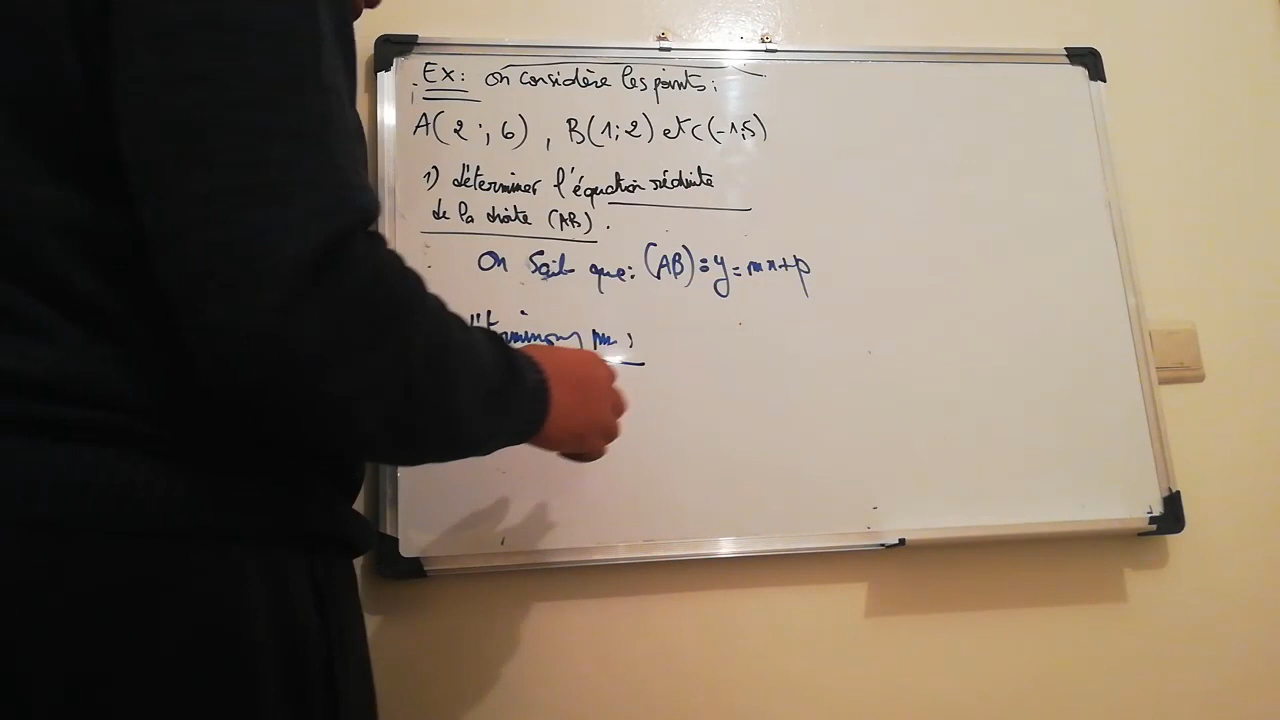 Ex: on considère les points:
A(2 ; 6) , B(1;2) et C(-1;5)
1) déterminer l'équation réduite
de la droite (AB).
On sait que: (AB): y = mx+p
m :